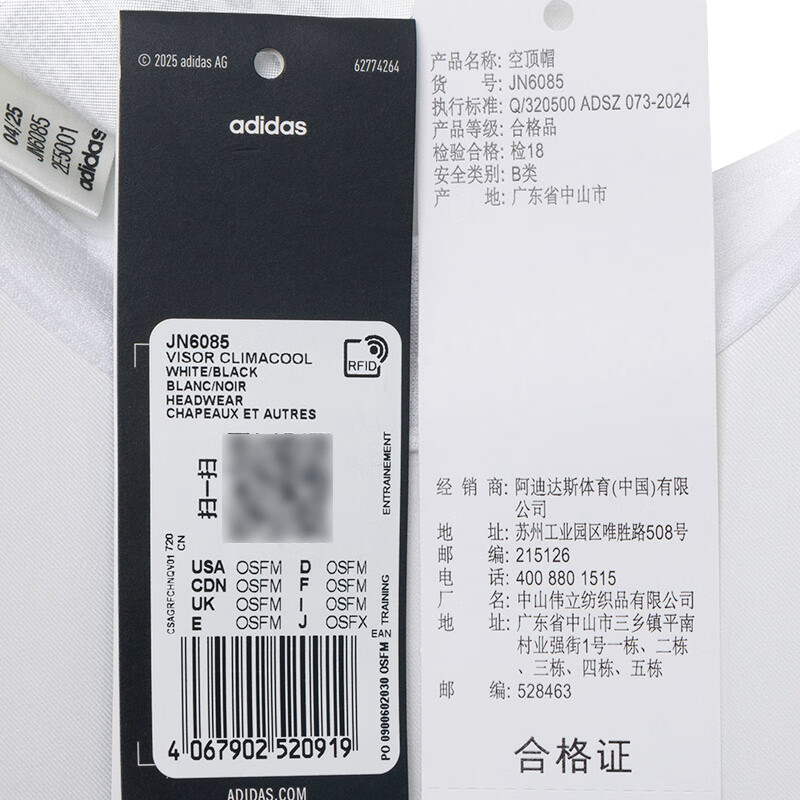 04/25
JN6085
2E5001
adidas
© 2025 adidas AG
62774264
adidas
JN6085
VISOR CLIMACOOL
WHITE/BLACK
BLANC/NOIR
HEADWEAR
CHAPEAUX ET AUTRES
RFID
扫一扫
ENTRAINEMENT
TRAINING
CSAGRFCHNQV01 720
CN
USA OSFM D OSFM
CDN OSFM F OSFM
UK OSFM I OSFM
E OSFM J OSFX
EAN
PO 0900602030 OSFM
4 067902 520919
ADIDAS.COM
产品名称: 空顶帽
货 号: JN6085
执行标准: Q/320500 ADSZ 073-2024
产品等级: 合格品
检验合格: 检18
安全类别: B类
产 地: 广东省中山市
经 销 商: 阿迪达斯体育(中国)有限
公司
地 址: 苏州工业园区唯胜路508号
邮 编: 215126
电 话: 400 880 1515
厂 名: 中山伟立纺织品有限公司
地 址: 广东省中山市三乡镇平南
村业强街1号一栋、二栋
、三栋、四栋、五栋
邮 编: 528463
合格证